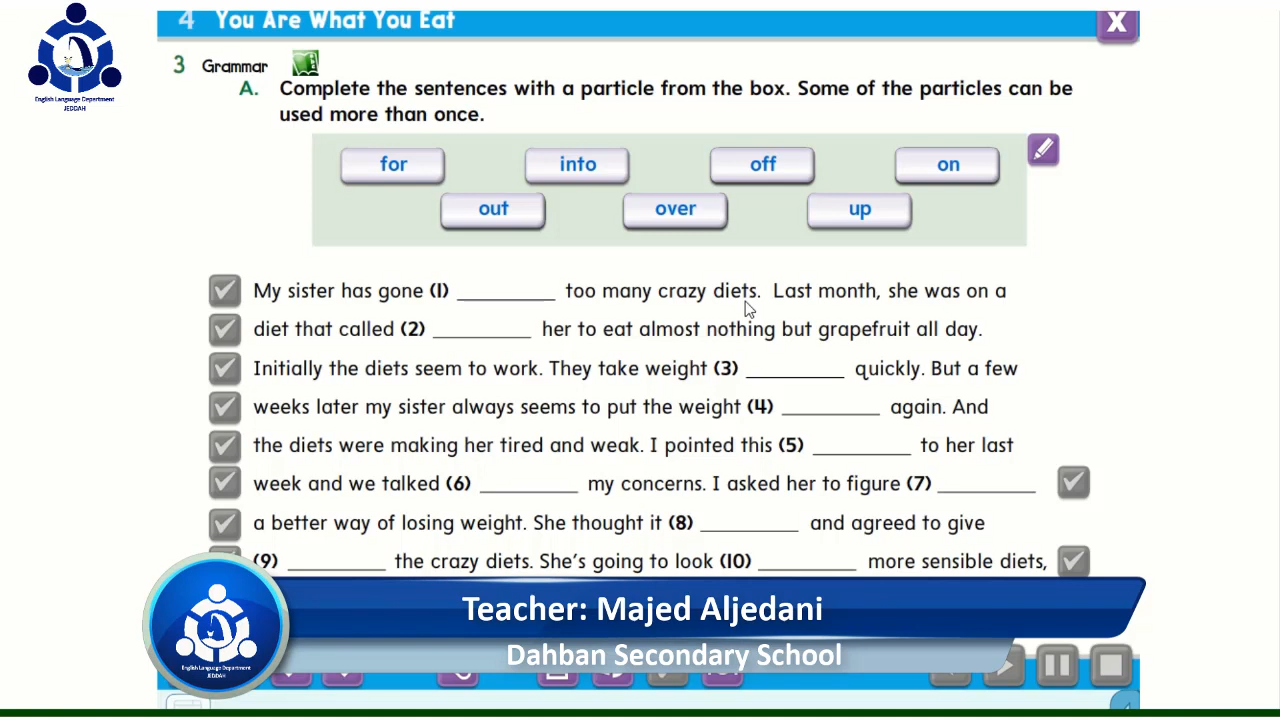 4 You Are What You Eat
X
English Language Department
JEDDAH
3 Grammar
A. Complete the sentences with a particle from the box. Some of the particles can be
used more than once.
for into off on
out over up
My sister has gone (1) __________ too many crazy diets. Last month, she was on a
diet that called (2) __________ her to eat almost nothing but grapefruit all day.
Initially the diets seem to work. They take weight (3) __________ quickly. But a few
weeks later my sister always seems to put the weight (4) __________ again. And
the diets were making her tired and weak. I pointed this (5) __________ to her last
week and we talked (6) __________ my concerns. I asked her to figure (7) __________
a better way of losing weight. She thought it (8) __________ and agreed to give
(9) __________ the crazy diets. She's going to look (10) __________ more sensible diets,
Teacher: Majed Aljedani
Dahban Secondary School
English Language Department
JEDDAH